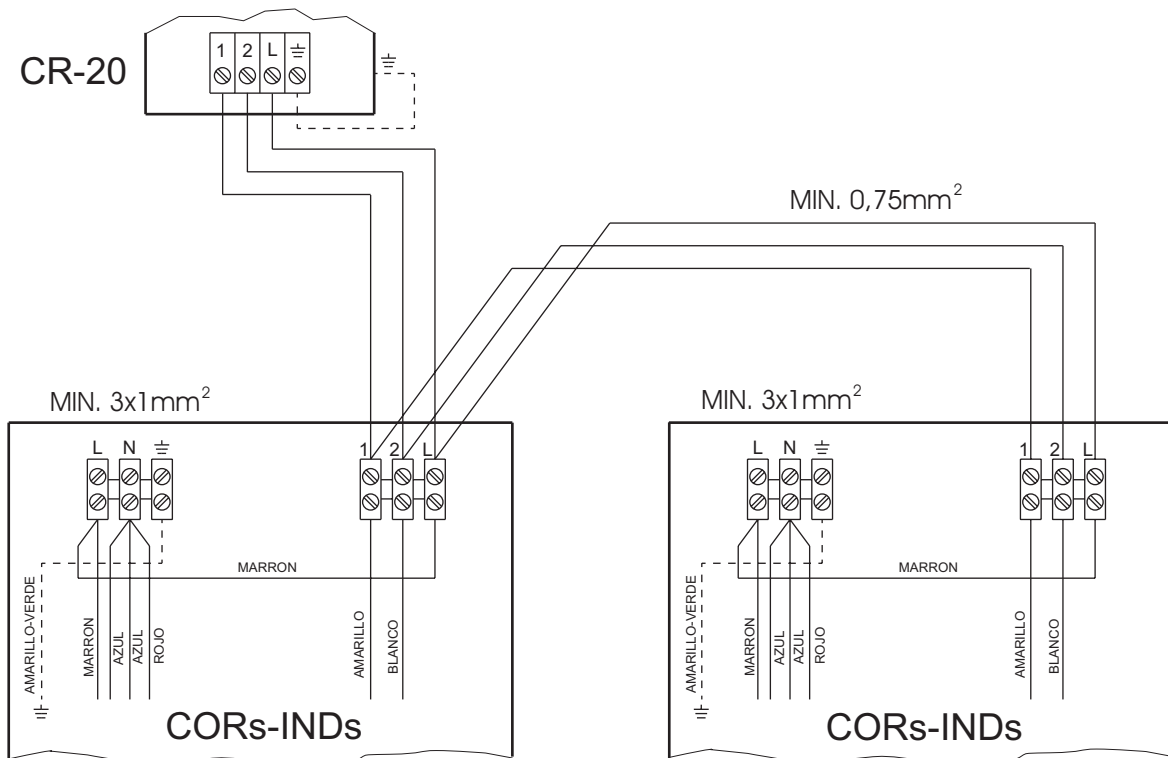 1 2 L
CR-20
MIN. 0,75mm²
MIN. 3x1mm²
L N
1 2 L
MARRON
AMARILLO-VERDE
MARRON
AZUL
AZUL
ROJO
AMARILLO
BLANCO
CORs-INDs
MIN. 3x1mm²
L N
1 2 L
MARRON
AMARILLO-VERDE
MARRON
AZUL
AZUL
ROJO
AMARILLO
BLANCO
CORs-INDs